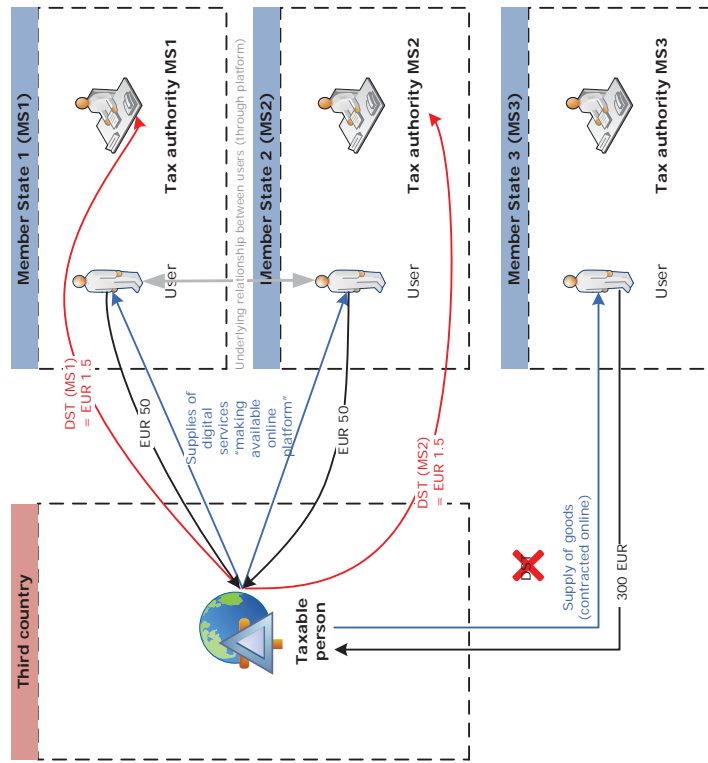 Third country
Taxable
person
Member State 1 (MS1)
User
Tax authority MS1
DST (MS1)
= EUR 1.5
EUR 50
Supplies of
digital
services
"making
available
online
platform"
EUR 50
DST (MS2)
= EUR 1.5
Underlying relationship between users (through platform)
Member State 2 (MS2)
User
Tax authority MS2
Member State 3 (MS3)
User
Tax authority MS3
DST
Supply of goods
(contracted online)
300 EUR